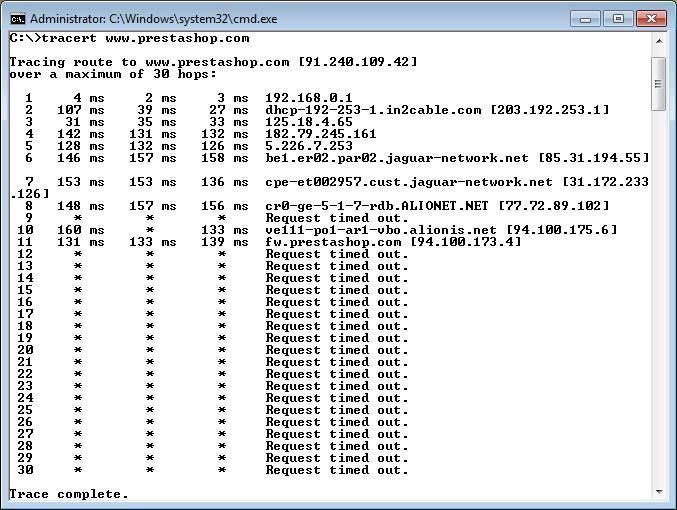 Administrator: C:\Windows\system32\cmd.exe
C:\>tracert www.prestashop.com
Tracing route to www.prestashop.com [91.240.109.42]
over a maximum of 30 hops:
1 4 ms 2 ms 3 ms 192.168.0.1
2 107 ms 39 ms 27 ms dhcp-192-253-1.in2cable.com [203.192.253.1]
3 31 ms 35 ms 33 ms 125.18.4.65
4 142 ms 131 ms 132 ms 182.79.245.161
5 128 ms 132 ms 126 ms 5.226.7.253
6 146 ms 157 ms 158 ms be1.er02.par02.jaguar-network.net [85.31.194.55]
7 153 ms 153 ms 136 ms cpe-et002957.cust.jaguar-network.net [31.172.233
.126]
8 148 ms 157 ms 156 ms cr0-ge-5-1-7-rdb.ALIONET.NET [77.72.89.102]
9 * * * Request timed out.
10 160 ms * 133 ms ve111-po1-ar1-vbo.alionis.net [94.100.175.6]
11 131 ms 133 ms 139 ms fw.prestashop.com [94.100.173.4]
12 * * * Request timed out.
13 * * * Request timed out.
14 * * * Request timed out.
15 * * * Request timed out.
16 * * * Request timed out.
17 * * * Request timed out.
18 * * * Request timed out.
19 * * * Request timed out.
20 * * * Request timed out.
21 * * * Request timed out.
22 * * * Request timed out.
23 * * * Request timed out.
24 * * * Request timed out.
25 * * * Request timed out.
26 * * * Request timed out.
27 * * * Request timed out.
28 * * * Request timed out.
29 * * * Request timed out.
30 * * * Request timed out.
Trace complete.